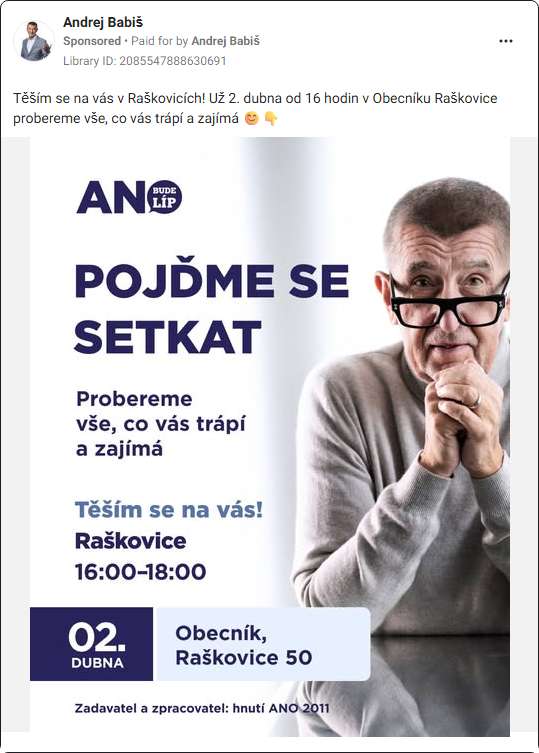 Andrej Babiš
Sponsored • Paid for by Andrej Babiš
Library ID: 2085547888630691
Těším se na vás v Raškovicích! Už 2. dubna od 16 hodin v Obecníku Raškovice
probereme vše, co vás trápí a zajímá 😊 👇
ANO
BUDE
LÍP
POJĎME SE
SETKAT
Probereme
vše, co vás trápí
a zajímá
Těším se na vás!
Raškovice
16:00–18:00
02.
DUBNA
Obecník,
Raškovice 50
Zadavatel a zpracovatel: hnutí ANO 2011